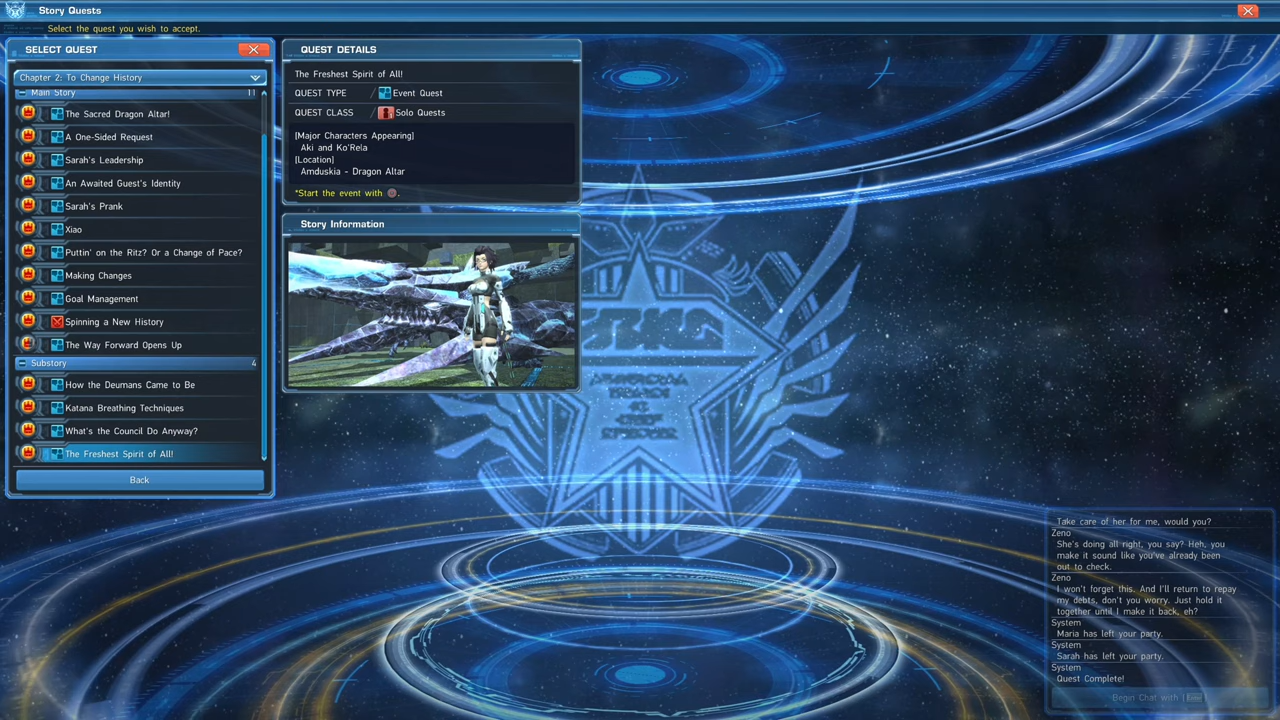 Story Quests
Select the quest you wish to accept.
SELECT QUEST
Chapter 2: To Change History
Main Story 11
The Sacred Dragon Altar!
A One-Sided Request
Sarah's Leadership
An Awaited Guest's Identity
Sarah's Prank
Xiao
Puttin' on the Ritz? Or a Change of Pace?
Making Changes
Goal Management
Spinning a New History
The Way Forward Opens Up
Substory 4
How the Deumans Came to Be
Katana Breathing Techniques
What's the Council Do Anyway?
The Freshest Spirit of All!
Back
QUEST DETAILS
The Freshest Spirit of All!
QUEST TYPE / Event Quest
QUEST CLASS / Solo Quests
[Major Characters Appearing]
Aki and Ko'Rela
[Location]
Amduskia - Dragon Altar
*Start the event with .
Story Information
Take care of her for me, would you?
Zeno
She's doing all right, you say? Heh, you
make it sound like you've already been
out to check.
Zeno
I won't forget this. And I'll return to repay
my debts, don't you worry. Just hold it
together until I make it back, eh?
System
Maria has left your party.
System
Sarah has left your party.
System
Quest Complete!
Begin Chat with [Enter]